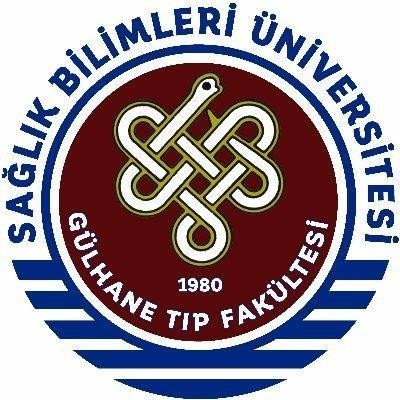 SAĞLIK BİLİMLERİ ÜNİVERSİTESİ
1980
GÜLHANE TIP FAKÜLTESİ